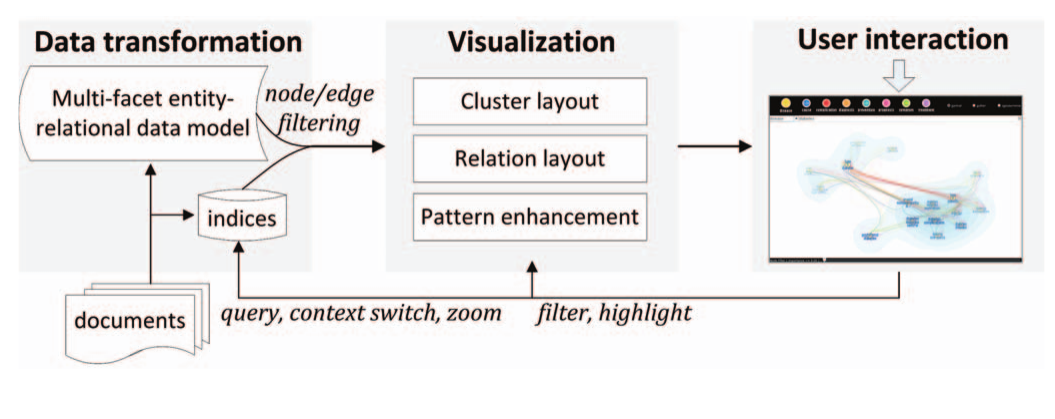 Data transformation
Multi-facet entity-
relational data model
node/edge
filtering
indices
documents
Visualization
Cluster layout
Relation layout
Pattern enhancement
User interaction
query, context switch, zoom
filter, highlight